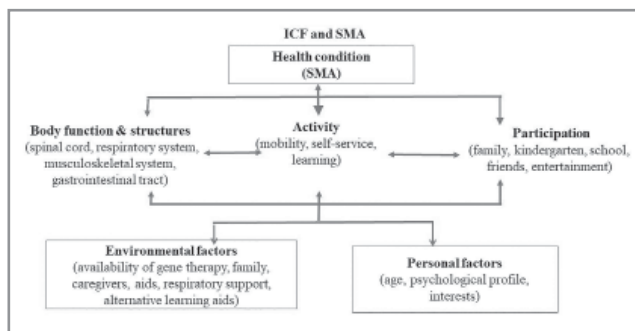 ICF and SMA
Health condition
(SMA)
Body function & structures
(spinal cord, respiratory system,
musculoskeletal system,
gastrointestinal tract)
Activity
(mobility, self-service,
learning)
Participation
(family, kindergarten, school,
friends, entertainment)
Environmental factors
(availability of gene therapy, family,
caregivers, aids, respiratory support,
alternative learning aids)
Personal factors
(age, psychological profile,
interests)